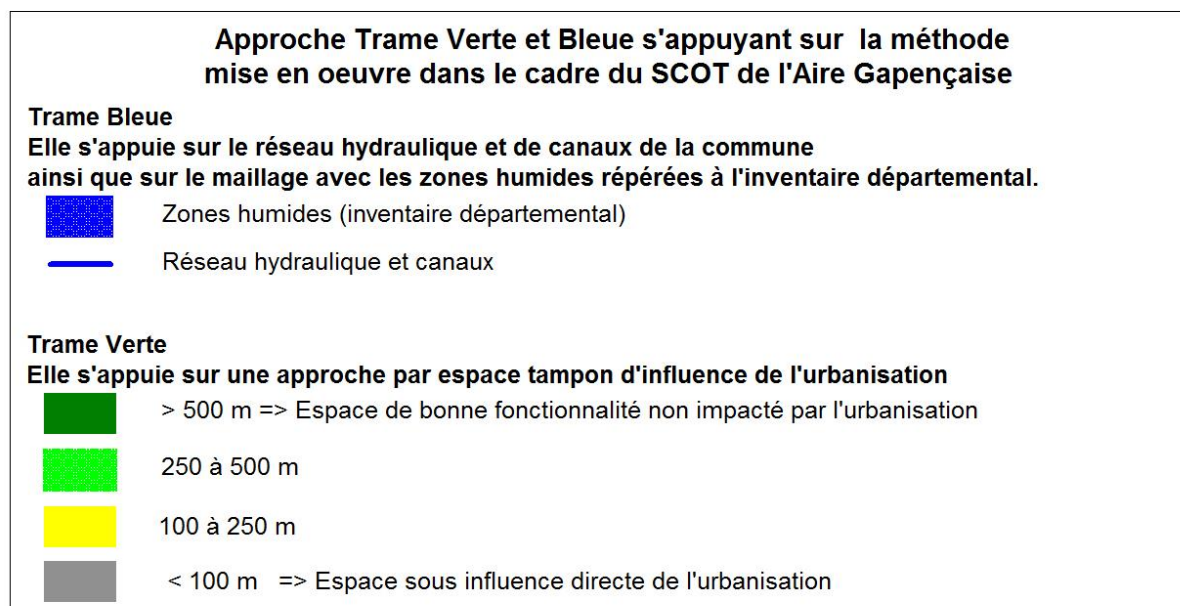 Approche Trame Verte et Bleue s'appuyant sur la méthode
mise en oeuvre dans le cadre du SCOT de l'Aire Gapençaise
Trame Bleue
Elle s'appuie sur le réseau hydraulique et de canaux de la commune
ainsi que sur le maillage avec les zones humides répérées à l'inventaire départemental.
Zones humides (inventaire départemental)
Réseau hydraulique et canaux
Trame Verte
Elle s'appuie sur une approche par espace tampon d'influence de l'urbanisation
> 500 m => Espace de bonne fonctionnalité non impacté par l'urbanisation
250 à 500 m
100 à 250 m
< 100 m => Espace sous influence directe de l'urbanisation